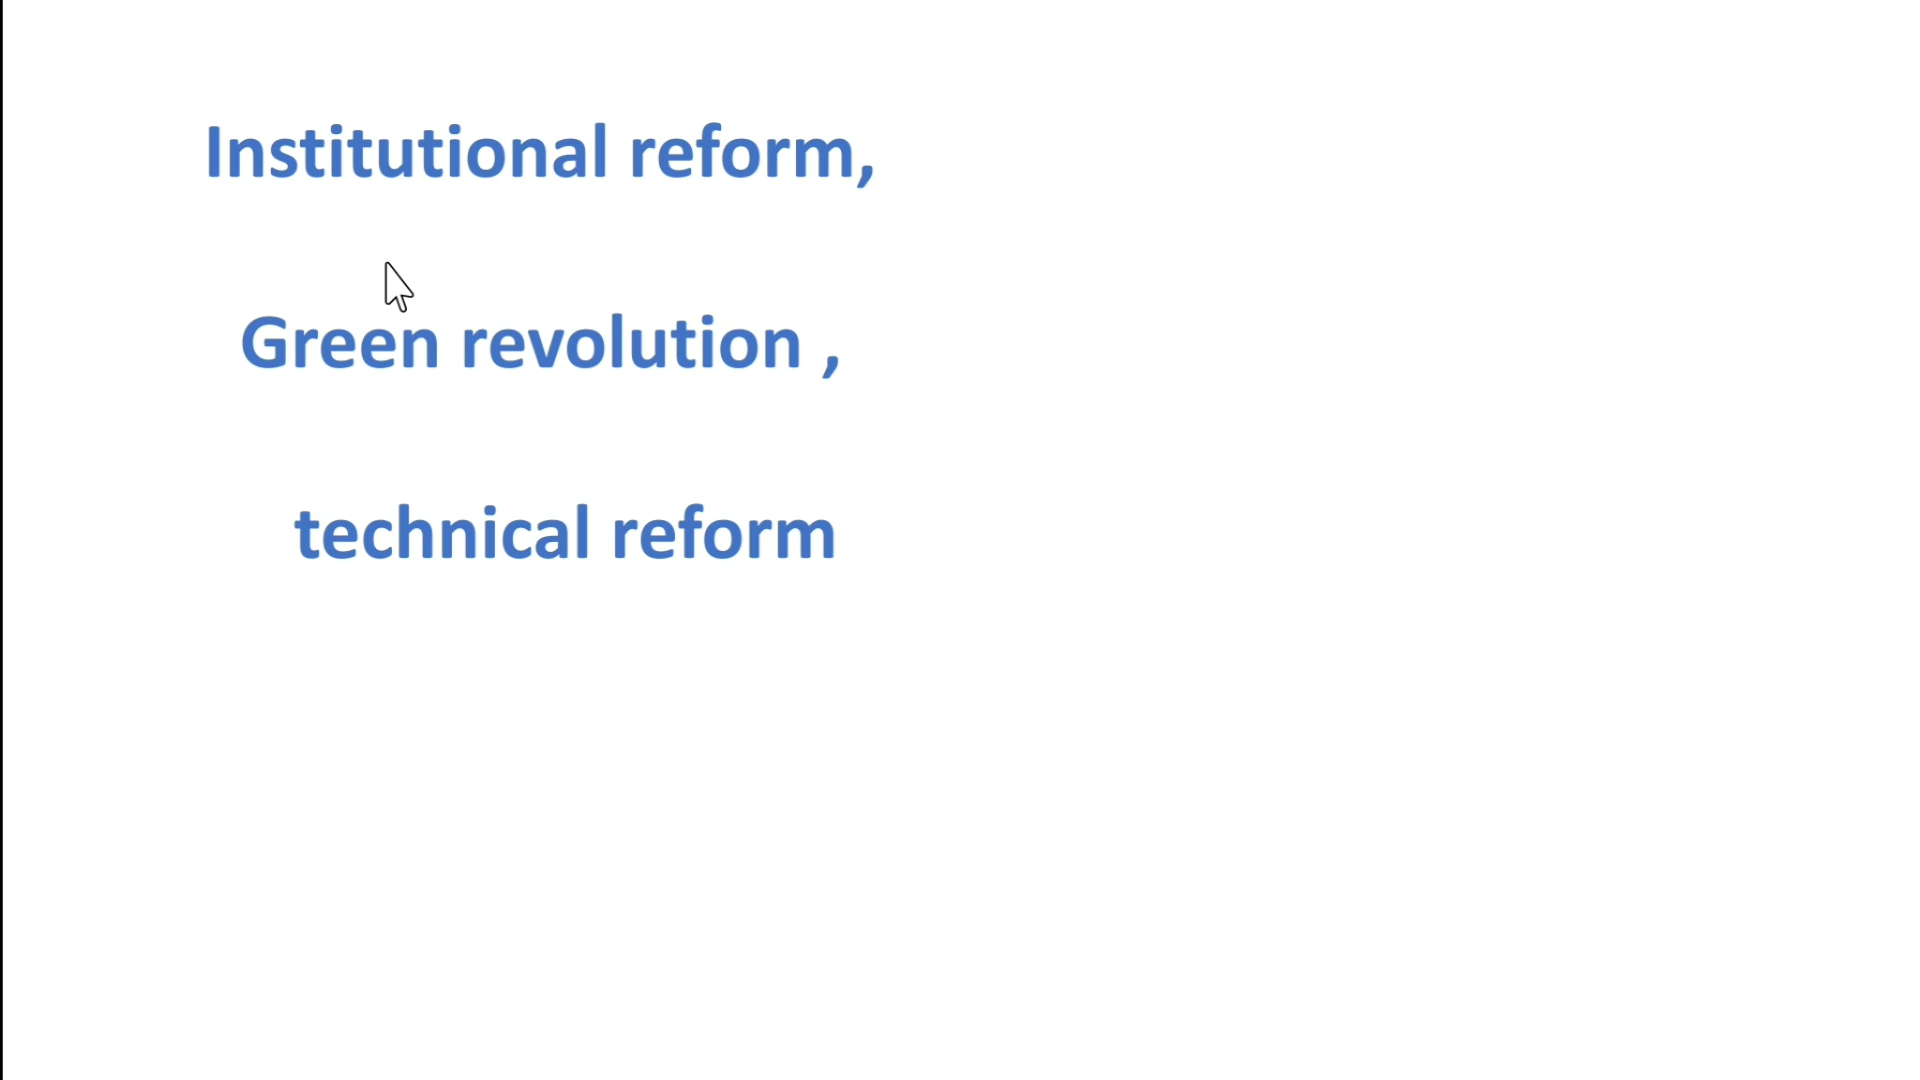 Institutional reform,
Green revolution ,
technical reform